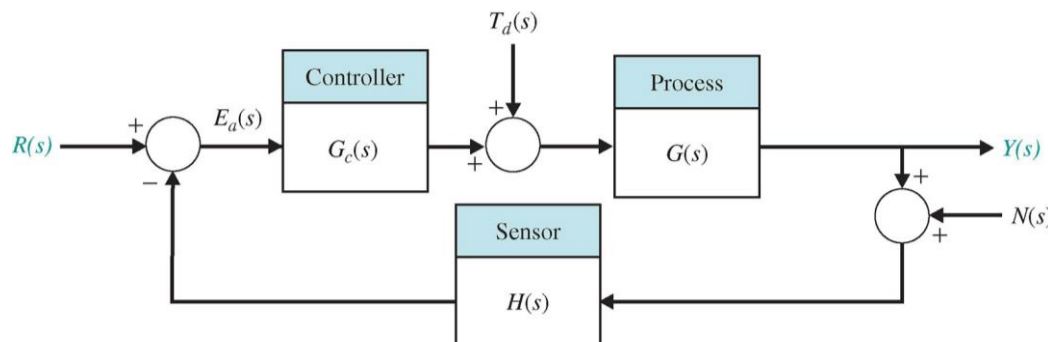 T_d(s)
Controller
Process
+
E_a(s)
+
R(s)
G_c(s)
+
G(s)
Y(s)
−
+
Sensor
N(s)
+
H(s)